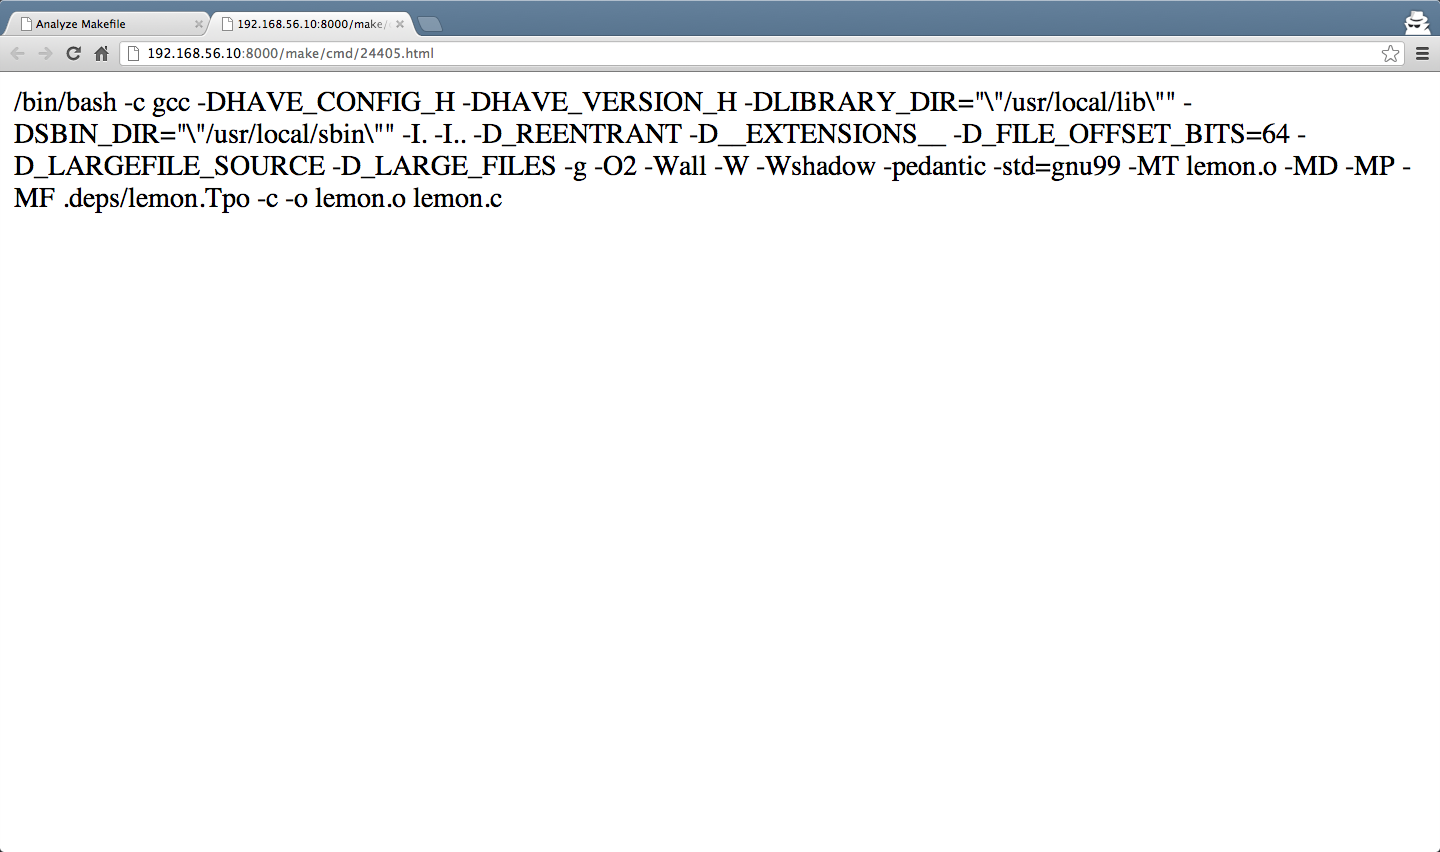 Analyze Makefile
192.168.56.10:8000/make/
192.168.56.10:8000/make/cmd/24405.html
/bin/bash -c gcc -DHAVE_CONFIG_H -DHAVE_VERSION_H -DLIBRARY_DIR="\"/usr/local/lib\"" -
DSBIN_DIR="\"/usr/local/sbin\"" -I. -I.. -D_REENTRANT -D__EXTENSIONS__ -D_FILE_OFFSET_BITS=64 -
D_LARGEFILE_SOURCE -D_LARGE_FILES -g -O2 -Wall -W -Wshadow -pedantic -std=gnu99 -MT lemon.o -MD -MP -
MF .deps/lemon.Tpo -c -o lemon.o lemon.c